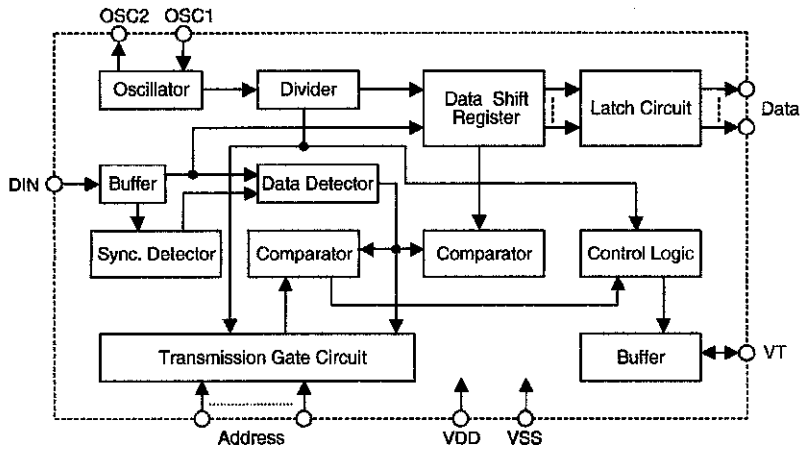 OSC2 OSC1
Oscillator
Divider
Data Shift
Register
Latch Circuit
Data
DIN
Buffer
Data Detector
Sync. Detector
Comparator
Comparator
Control Logic
Transmission Gate Circuit
Buffer
VT
Address
VDD
VSS